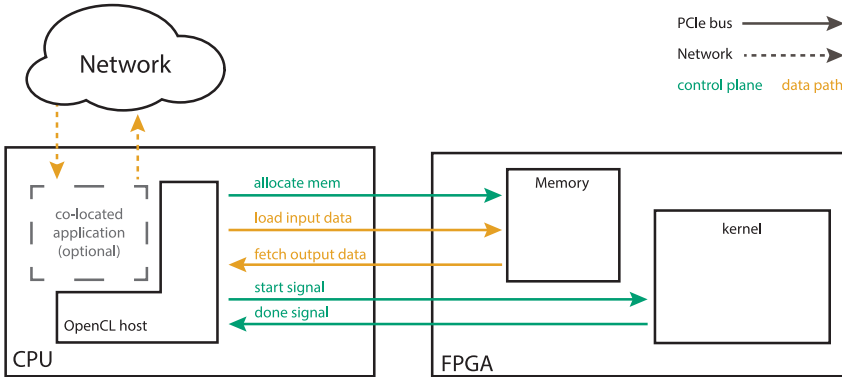 Network
PCIe bus
Network
control plane data path
co-located
application
(optional)
OpenCL host
CPU
allocate mem
load input data
fetch output data
start signal
done signal
Memory
kernel
FPGA